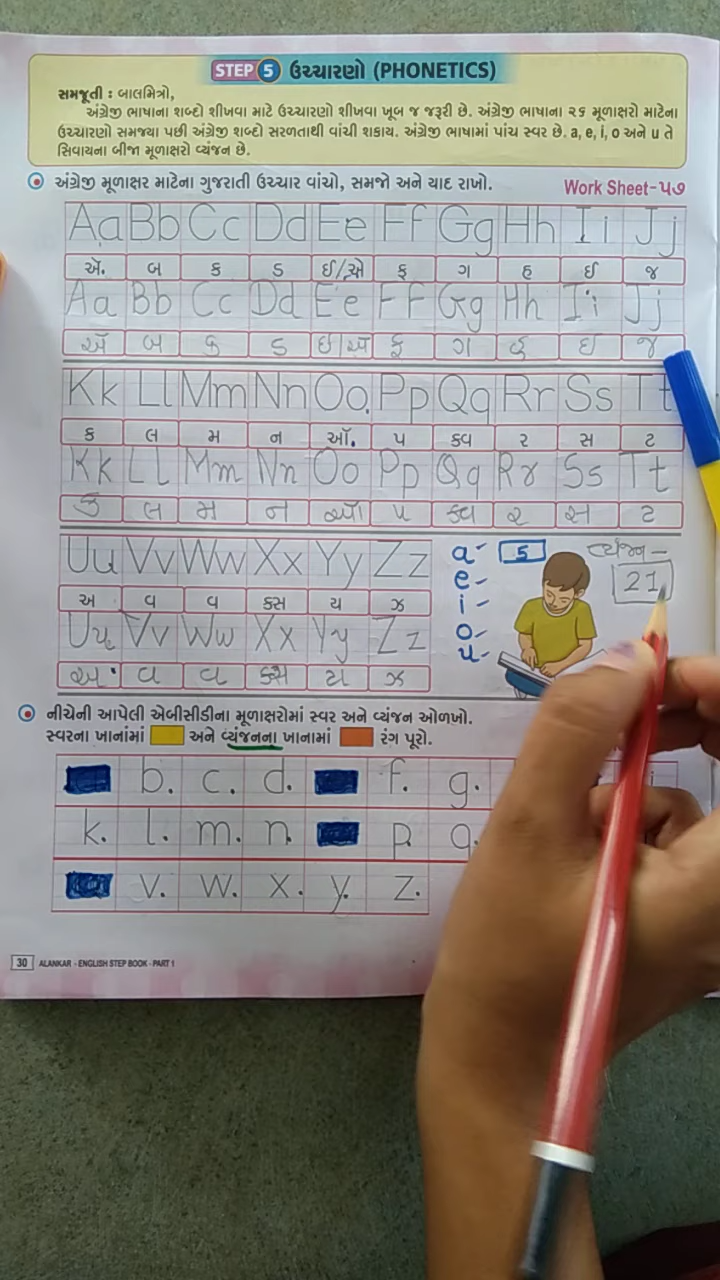 STEP 5 ઉચ્ચારણો (PHONETICS)
સમજૂતી : બાલમિત્રો,
અંગ્રેજી ભાષાના શબ્દો શીખવા માટે ઉચ્ચારણો શીખવા ખૂબ જ જરૂરી છે. અંગ્રેજી ભાષાના ૨૬ મૂળાક્ષરો માટેના
ઉચ્ચારણો સમજ્યા પછી અંગ્રેજી શબ્દો સરળતાથી વાંચી શકાય. અંગ્રેજી ભાષામાં પાંચ સ્વર છે. a, e, i, o અને u તે
સિવાયના બીજા મૂળાક્ષરો વ્યંજન છે.
અંગ્રેજી મૂળાક્ષર માટેના ગુજરાતી ઉચ્ચાર વાંચો, સમજો અને યાદ રાખો. Work Sheet-૫૭
Aa Bb Cc Dd Ee Ff Gg Hh Ii Jj
ઍ. બ ક ડ ઈ/એ ફ ગ હ ઈ જ
Aa Bb Cc Dd Ee Ff Gg Hh Ii Jj
ઍ બ ક ડ ઈ/ઍ ફ ગ હ ઈ જ
Kk Ll Mm Nn Oo Pp Qq Rr Ss Tt
ક લ મ ન ઑ. પ ક્વ ર સ ટ
Kk Ll Mm Nn Oo Pp Qq Rr Ss Tt
ક લ મ ન ઑ પ ક્વ ર સ ટ
Uu Vv Ww Xx Yy Zz
અ વ વ ક્સ ય ઝ
Uu Vv Ww Xx Yy Zz
અ વ વ ક્સ ય ઝ
a- 5 વ્યંજન -
e- 21
i-
o-
u-
નીચેની આપેલી એબીસીડીના મૂળાક્ષરોમાં સ્વર અને વ્યંજન ઓળખો.
સ્વરના ખાનાંમાં અને વ્યંજનના ખાનામાં રંગ પૂરો.
b. c. d. f. g.
k. l. m. n. p. q.
v. w. x. y. z.
30 ALANKAR - ENGLISH STEP BOOK - PART 1